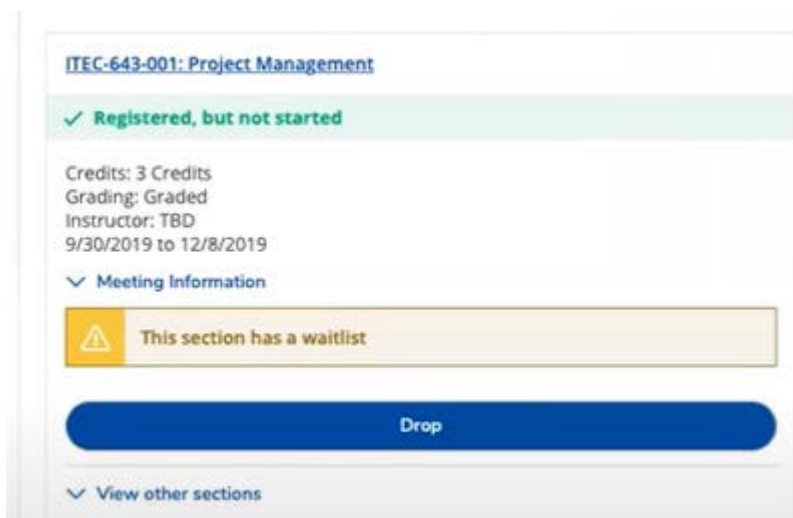 ITEC-643-001: Project Management
Registered, but not started
Credits: 3 Credits
Grading: Graded
Instructor: TBD
9/30/2019 to 12/8/2019
Meeting Information
This section has a waitlist
Drop
View other sections